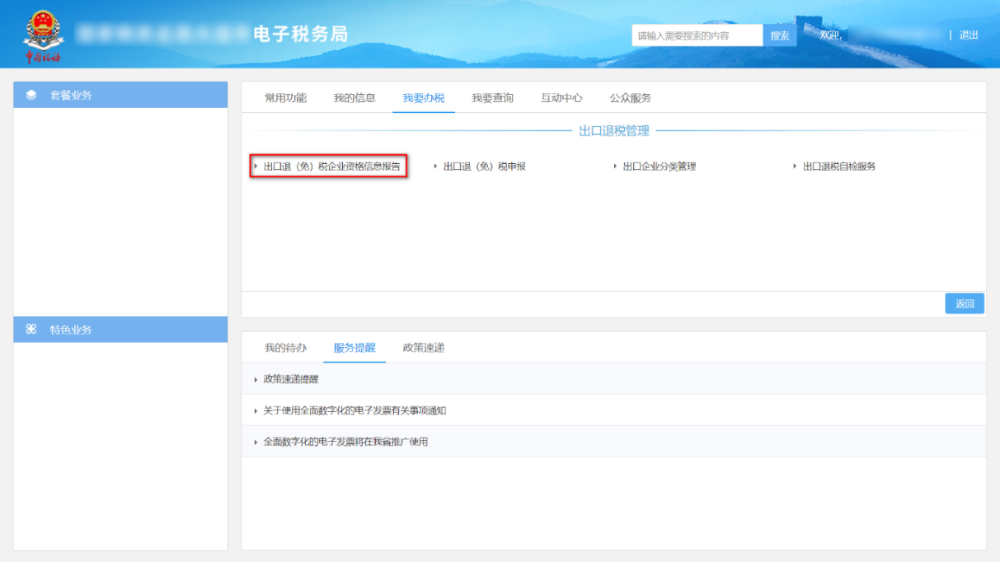 电子税务局
请输入需要搜索的内容 搜索 欢迎, | 退出
中国税务
套餐业务
常用功能 我的信息 我要办税 我要查询 互动中心 公众服务
出口退税管理
出口退（免）税企业资格信息报告 出口退（免）税申报 出口企业分类管理 出口退税自检服务
返回
特色业务
我的待办 服务提醒 政策速递
政策速递提醒
关于使用全面数字化的电子发票有关事项通知
全面数字化的电子发票将在我省推广使用